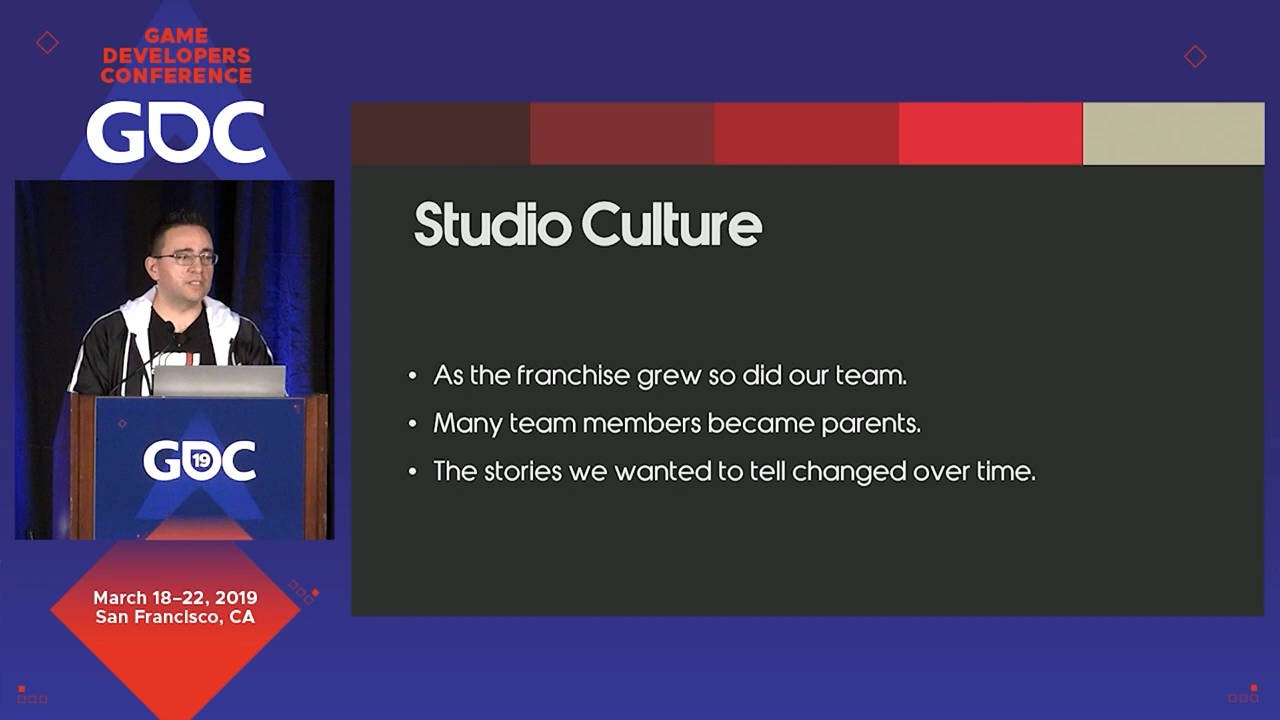 GAME
DEVELOPERS
CONFERENCE
GDC
Studio Culture
• As the franchise grew so did our team.
• Many team members became parents.
• The stories we wanted to tell changed over time.
GDC
19
March 18–22, 2019
San Francisco, CA